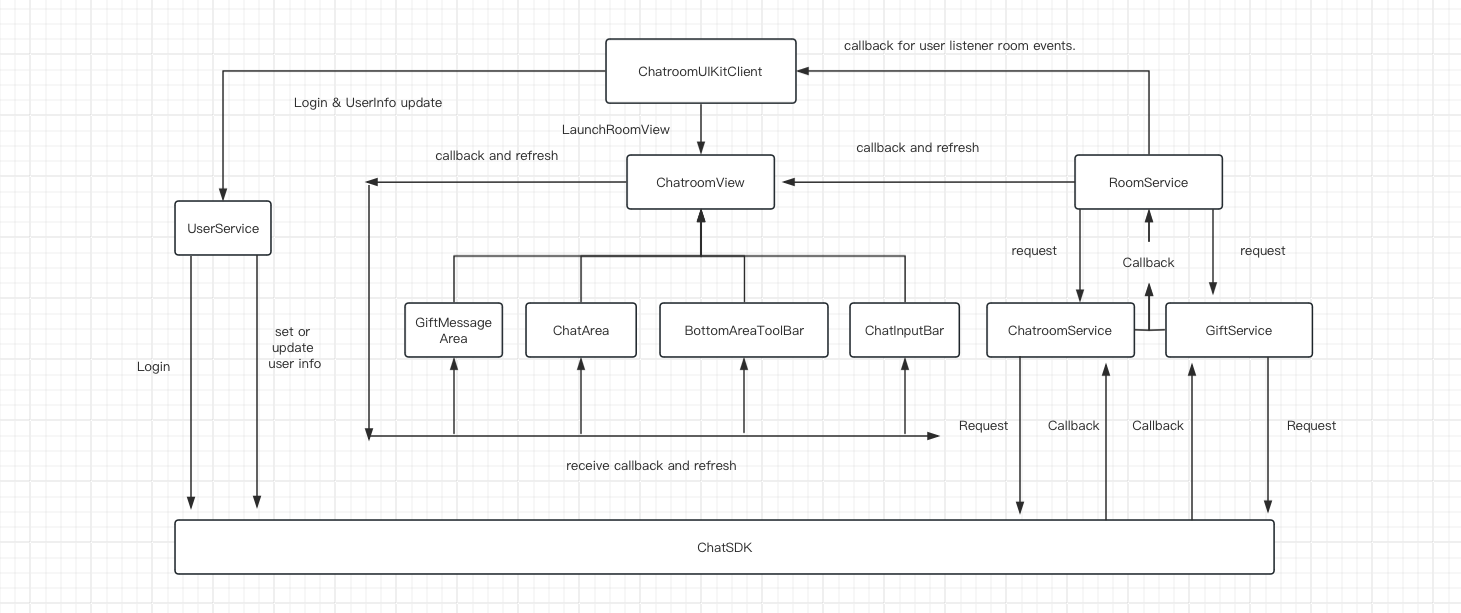 callback for user listener room events.
ChatroomUIKitClient
Login & UserInfo update
LaunchRoomView
callback and refresh
callback and refresh
ChatroomView
RoomService
UserService
request
Callback
request
GiftMessage
Area
ChatArea
BottomAreaToolBar
ChatInputBar
ChatroomService
GiftService
set or
update
user info
Login
Request
Callback
Callback
Request
receive callback and refresh
ChatSDK